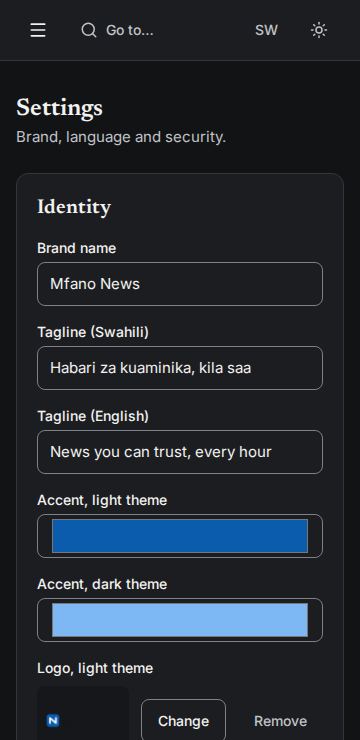 Go to...
SW
Settings
Brand, language and security.
Identity
Brand name
Mfano News
Tagline (Swahili)
Habari za kuaminika, kila saa
Tagline (English)
News you can trust, every hour
Accent, light theme
Accent, dark theme
Logo, light theme
N
Change
Remove